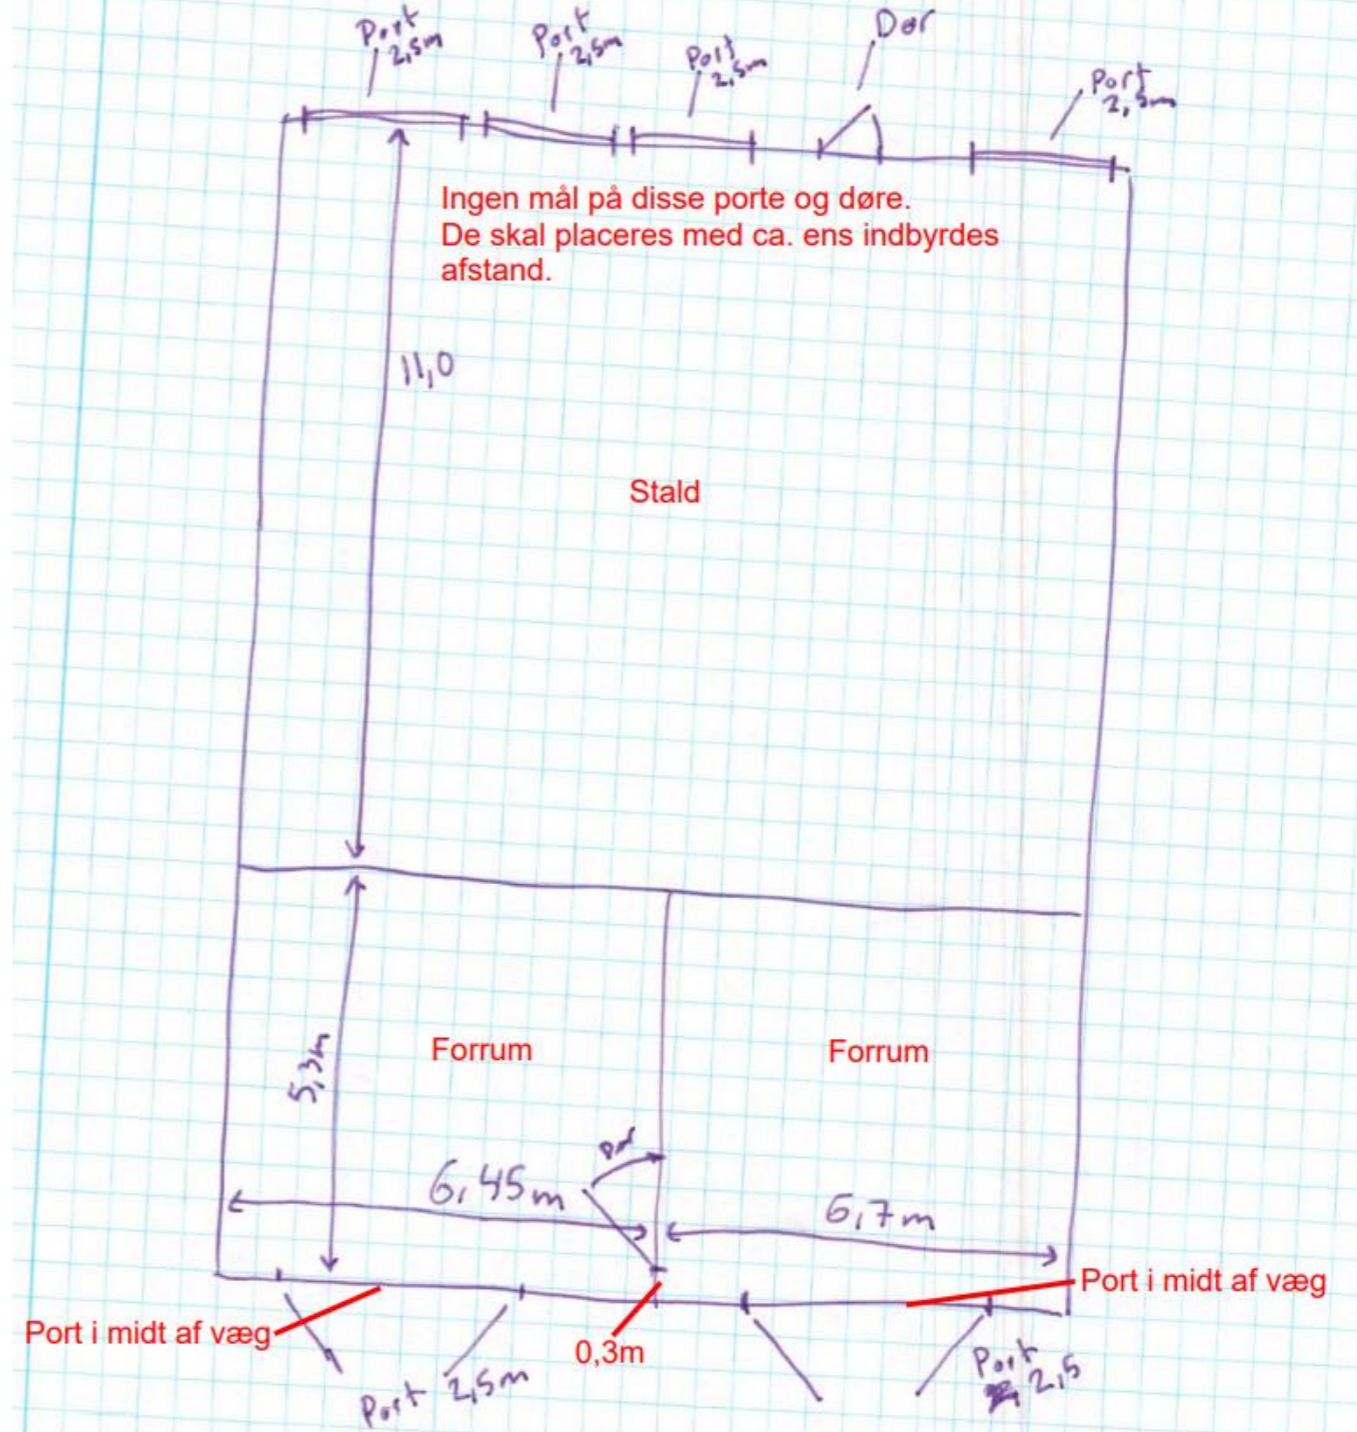 Port
2,5m
Port
2,5m
Port
2,5m
Dør
Port
2,5m
Ingen mål på disse porte og døre.
De skal placeres med ca. ens indbyrdes
afstand.
11,0
Stald
5,3m
Forrum
Forrum
6,45m
6,7m
Port i midt af væg
Port i midt af væg
0,3m
Port 2,5m
Port
2,5